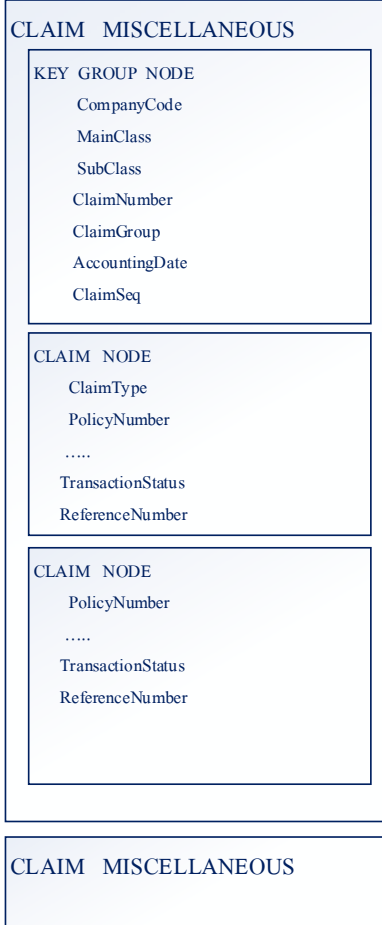 CLAIM MISCELLANEOUS
KEY GROUP NODE
CompanyCode
MainClass
SubClass
ClaimNumber
ClaimGroup
AccountingDate
ClaimSeq
CLAIM NODE
ClaimType
PolicyNumber
…..
TransactionStatus
ReferenceNumber
CLAIM NODE
PolicyNumber
…..
TransactionStatus
ReferenceNumber
CLAIM MISCELLANEOUS